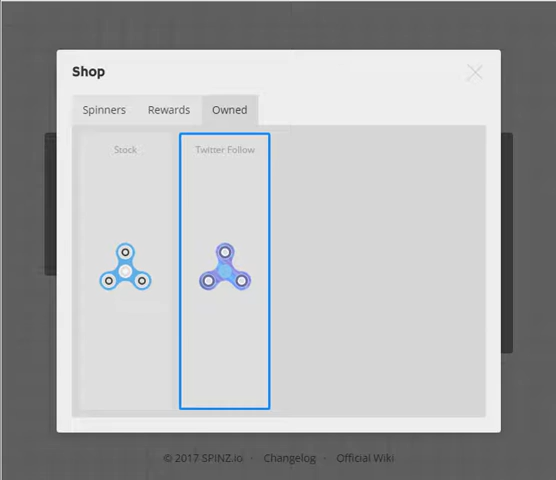 Shop
Spinners Rewards Owned
Stock Twitter Follow
© 2017 SPINZ.io · Changelog · Official Wiki